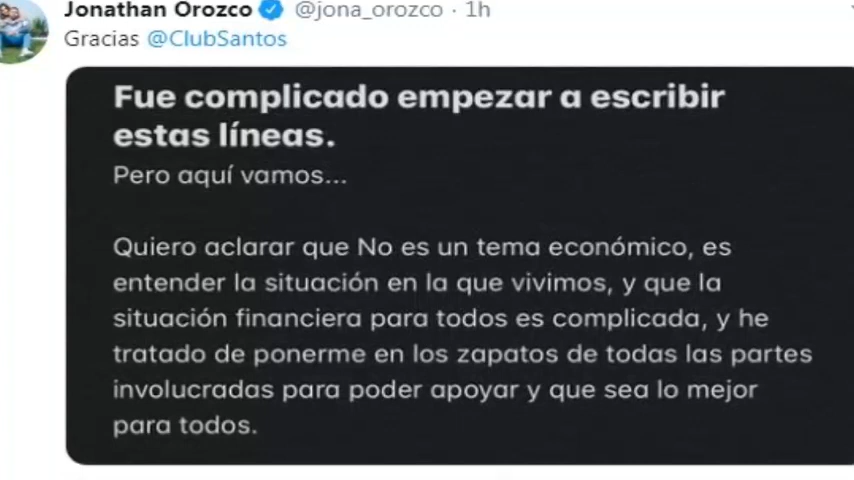 Jonathan Orozco @jona_orozco · 1h
Gracias @ClubSantos
Fue complicado empezar a escribir
estas líneas.
Pero aquí vamos...
Quiero aclarar que No es un tema económico, es
entender la situación en la que vivimos, y que la
situación financiera para todos es complicada, y he
tratado de ponerme en los zapatos de todas las partes
involucradas para poder apoyar y que sea lo mejor
para todos.